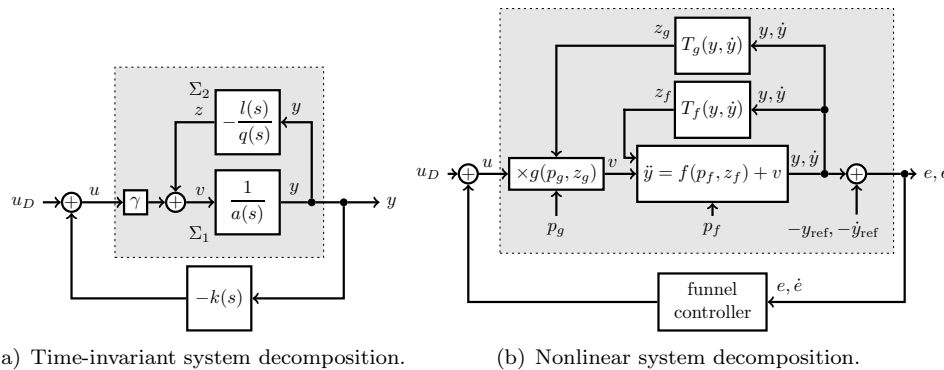 Σ₂
z
−l(s)/q(s)
y
u_D
u
γ
v
1/a(s)
y
y
Σ₁
−k(s)
a) Time-invariant system decomposition.
z_g
T_g(y, ẏ)
y, ẏ
z_f
T_f(y, ẏ)
y, ẏ
u_D
u
×g(p_g, z_g)
v
ÿ = f(p_f, z_f) + v
y, ẏ
e,
p_g
p_f
−y_ref, −ẏ_ref
funnel
controller
e, ė
(b) Nonlinear system decomposition.